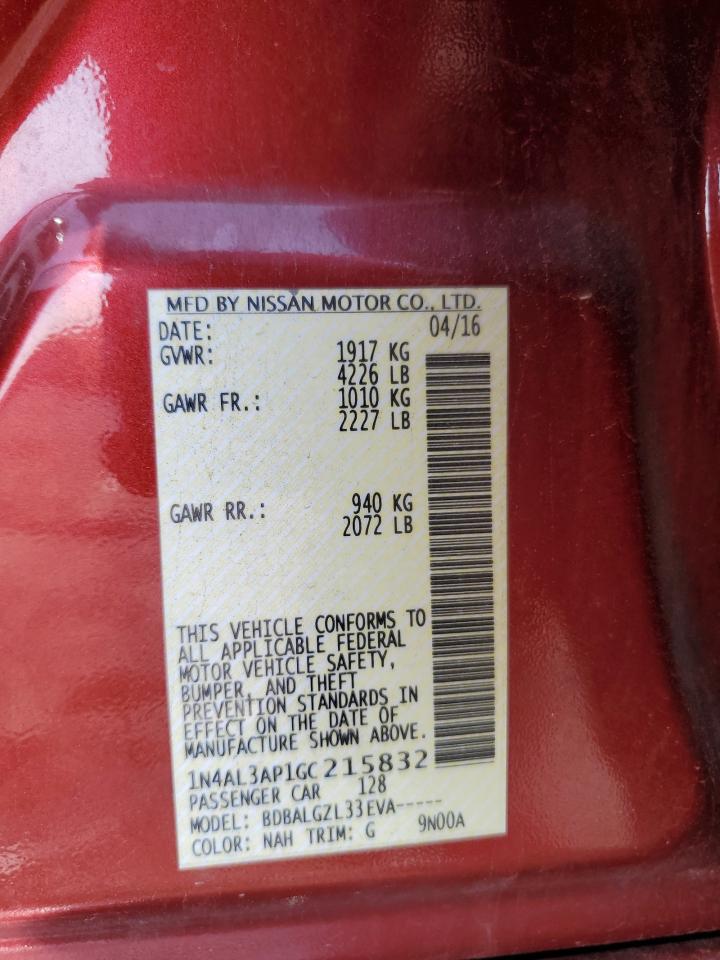 MFD BY NISSAN MOTOR CO., LTD.
DATE: 04/16
GVWR: 1917 KG
4226 LB
GAWR FR.: 1010 KG
2227 LB
GAWR RR.: 940 KG
2072 LB
THIS VEHICLE CONFORMS TO
ALL APPLICABLE FEDERAL
MOTOR VEHICLE SAFETY,
BUMPER, AND THEFT
PREVENTION STANDARDS IN
EFFECT ON THE DATE OF
MANUFACTURE SHOWN ABOVE.
1N4AL3AP1GC215832
PASSENGER CAR 128
MODEL: BDBALGZL33EVA-----
COLOR: NAH TRIM: G 9N00A